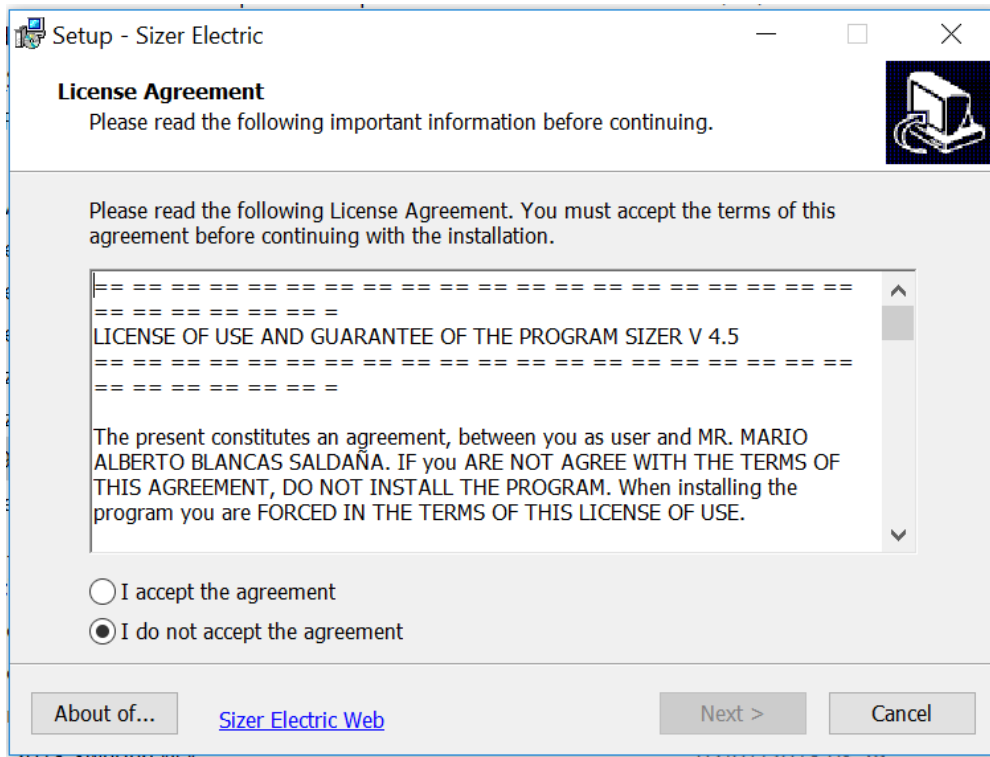 Setup - Sizer Electric
License Agreement
Please read the following important information before continuing.
Please read the following License Agreement. You must accept the terms of this
agreement before continuing with the installation.
== == == == == == == == == == == == == == == == == == == ==
== == == == == == =
LICENSE OF USE AND GUARANTEE OF THE PROGRAM SIZER V 4.5
== == == == == == == == == == == == == == == == == == == ==
== == == == == == =
The present constitutes an agreement, between you as user and MR. MARIO
ALBERTO BLANCAS SALDAÑA. IF you ARE NOT AGREE WITH THE TERMS OF
THIS AGREEMENT, DO NOT INSTALL THE PROGRAM. When installing the
program you are FORCED IN THE TERMS OF THIS LICENSE OF USE.
I accept the agreement
I do not accept the agreement
About of...
Sizer Electric Web
Next >
Cancel